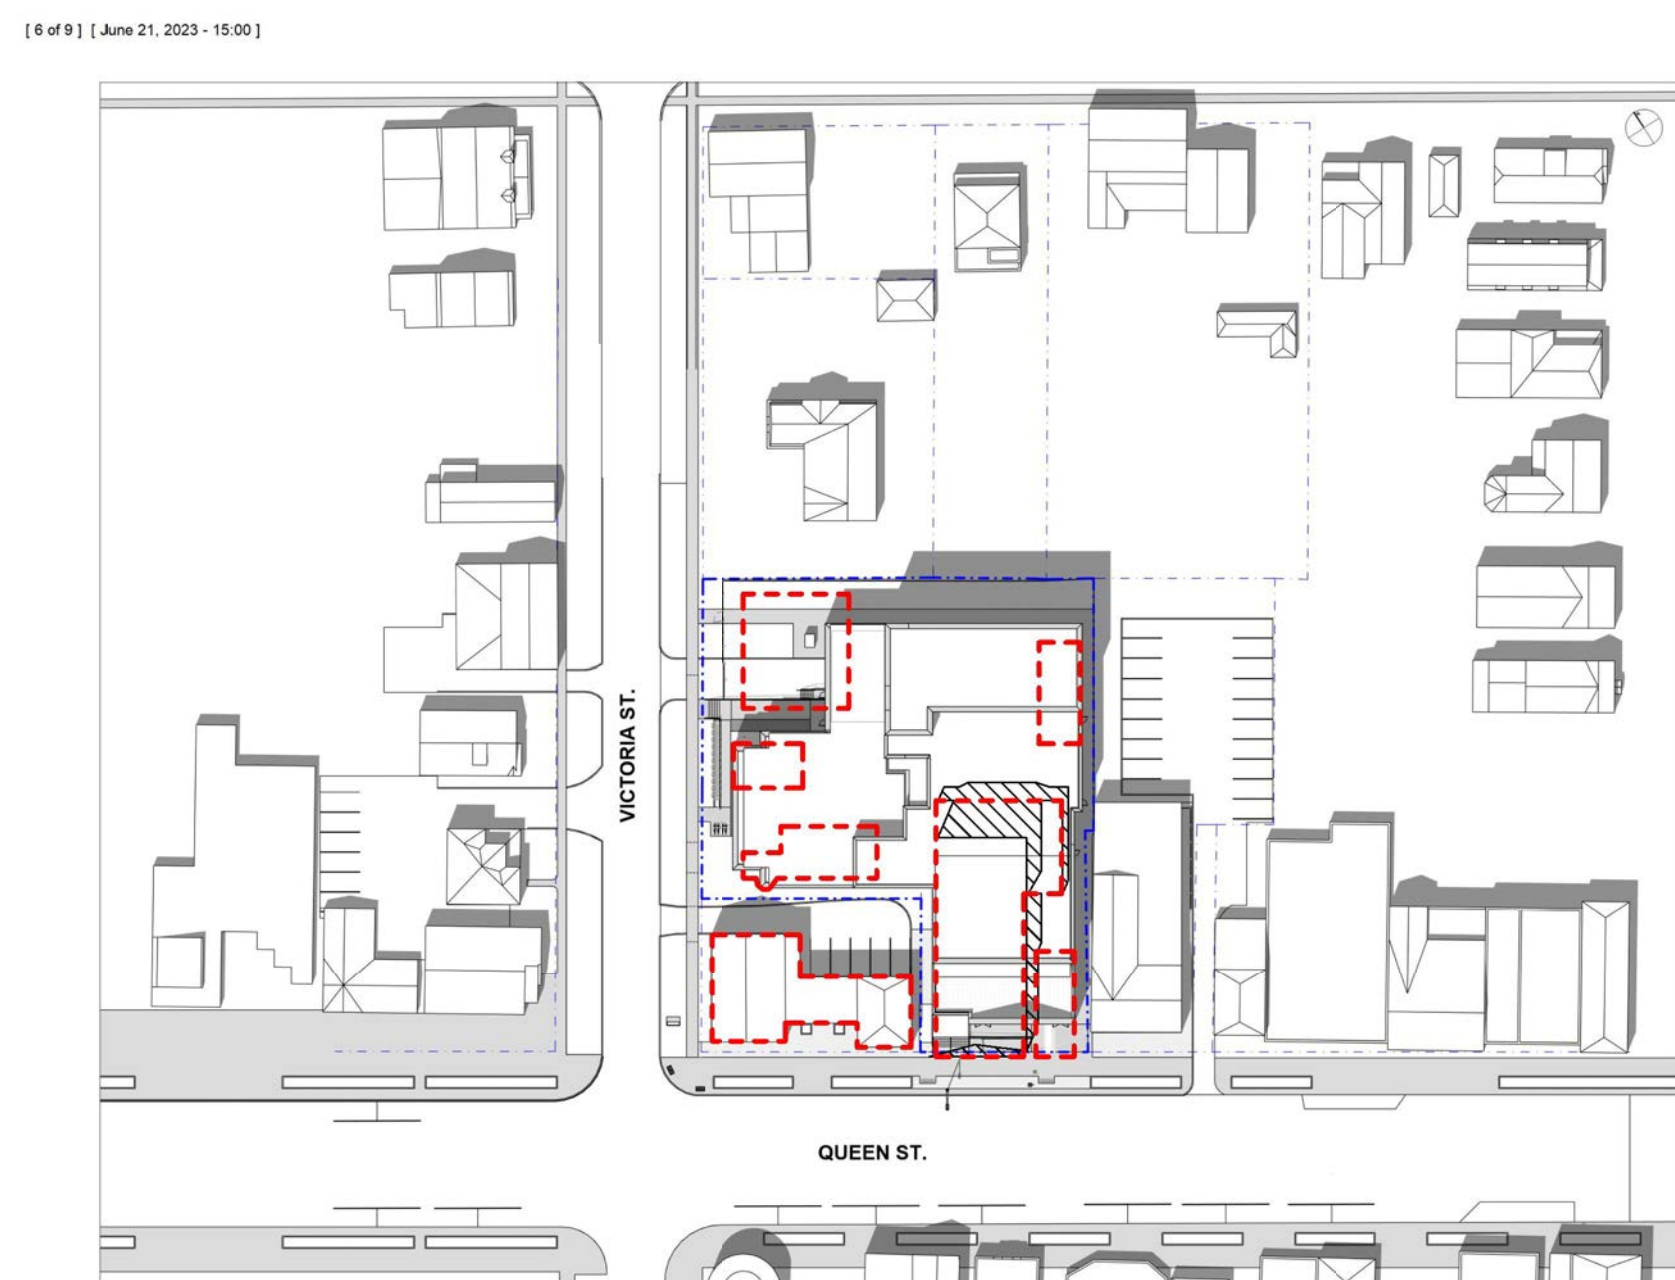 [ 6 of 9 ] [ June 21, 2023 - 15:00 ]
VICTORIA ST.
QUEEN ST.